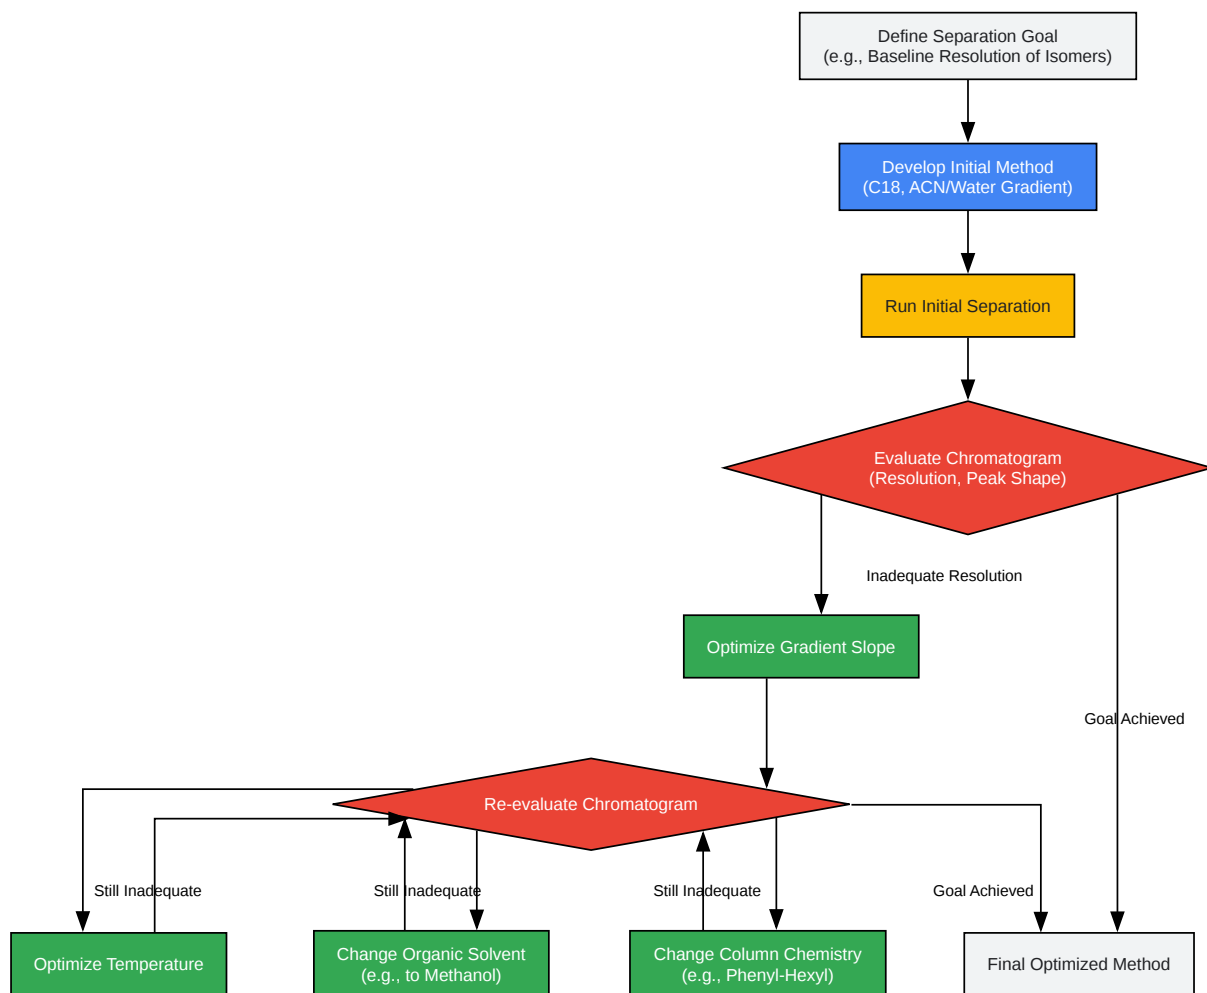 Define Separation Goal
(e.g., Baseline Resolution of Isomers)
Develop Initial Method
(C18, ACN/Water Gradient)
Run Initial Separation
Evaluate Chromatogram
(Resolution, Peak Shape)
Inadequate Resolution
Optimize Gradient Slope
Goal Achieved
Re-evaluate Chromatogram
Still Inadequate
Still Inadequate
Still Inadequate
Goal Achieved
Optimize Temperature
Change Organic Solvent
(e.g., to Methanol)
Change Column Chemistry
(e.g., Phenyl-Hexyl)
Final Optimized Method